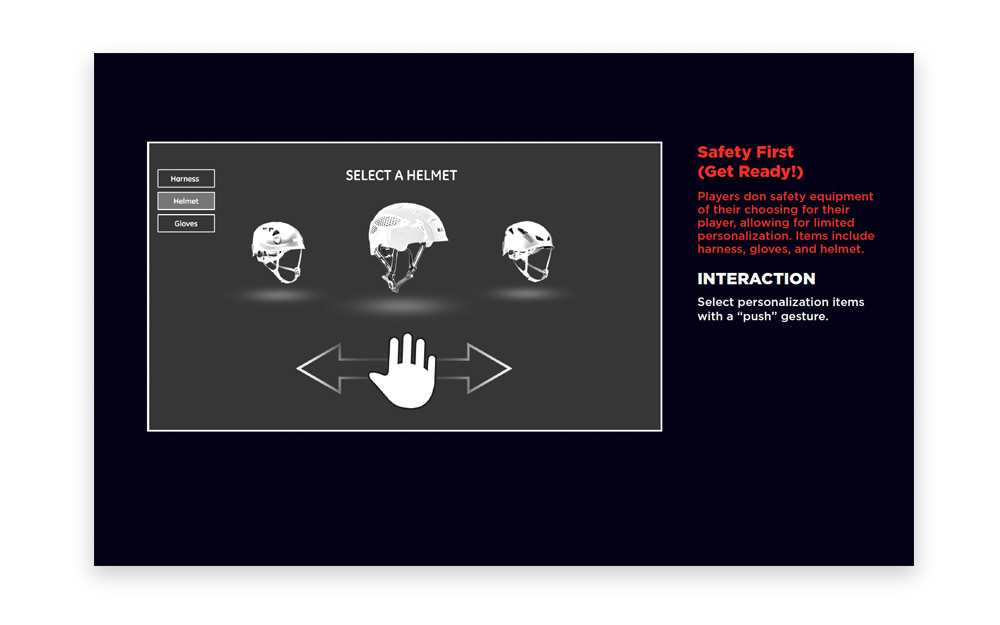 SELECT A HELMET
Harness
Helmet
Gloves
Safety First
(Get Ready!)
Players don safety equipment
of their choosing for their
player, allowing for limited
personalization. Items include
harness, gloves, and helmet.
INTERACTION
Select personalization items
with a “push” gesture.